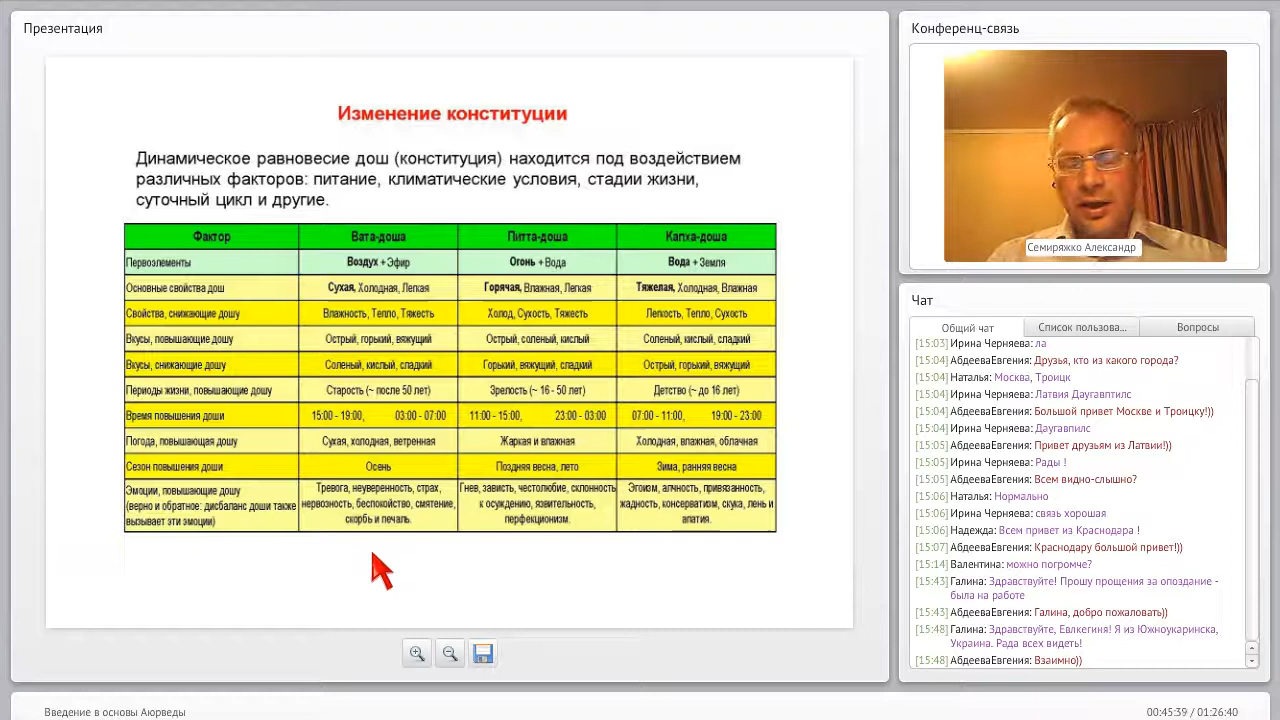 Презентация
Изменение конституции
Динамическое равновесие дош (конституция) находится под воздействием
различных факторов: питание, климатические условия, стадии жизни,
суточный цикл и другие.
Фактор Вата-доша Питта-доша Капха-доша
Первоэлементы Воздух + Эфир Огонь + Вода Вода + Земля
Основные свойства дош Сухая, Холодная, Легкая Горячая, Влажная, Легкая Тяжелая, Холодная, Влажная
Свойства, снижающие дошу Влажность, Тепло, Тяжесть Холод, Сухость, Тяжесть Легкость, Тепло, Сухость
Вкусы, повышающие дошу Острый, горький, вяжущий Острый, соленый, кислый Соленый, кислый, сладкий
Вкусы, снижающие дошу Соленый, кислый, сладкий Горький, вяжущий, сладкий Острый, горький, вяжущий
Периоды жизни, повышающие дошу Старость (~ после 50 лет) Зрелость (~ 16 - 50 лет) Детство (~ до 16 лет)
Время повышения доши 15:00 - 19:00, 03:00 - 07:00 11:00 - 15:00, 23:00 - 03:00 07:00 - 11:00, 19:00 - 23:00
Погода, повышающая дошу Сухая, холодная, ветренная Жаркая и влажная Холодная, влажная, облачная
Сезон повышения доши Осень Поздняя весна, лето Зима, ранняя весна
Эмоции, повышающие дошу
(верно и обратное: дисбаланс доши также
вызывает эти эмоции)
Тревога, неуверенность, страх,
нервозность, беспокойство, смятение,
скорбь и печаль.
Гнев, зависть, честолюбие, склонность
к осуждению, язвительность,
перфекционизм.
Эгоизм, алчность, привязанность,
жадность, консерватизм, скука, лень и
апатия.
Конференц-связь
Семиряжко Александр
Чат
Общий чат Список пользова... Вопросы
[15:03] Ирина Черняева: ла
[15:04] АбдееваЕвгения: Друзья, кто из какого города?
[15:04] Наталья: Москва, Троицк
[15:04] Ирина Черняева: Латвия Даугавптилс
[15:04] АбдееваЕвгения: Большой привет Москве и Троицку!))
[15:04] Ирина Черняева: Даугавпилс
[15:05] АбдееваЕвгения: Привет друзьям из Латвии!))
[15:05] Ирина Черняева: Рады !
[15:05] АбдееваЕвгения: Всем видно-слышно?
[15:06] Наталья: Нормально
[15:06] Ирина Черняева: связь хорошая
[15:06] Надежда: Всем привет из Краснодара !
[15:07] АбдееваЕвгения: Краснодару большой привет!))
[15:14] Валентина: можно погромче?
[15:43] Галина: Здравствуйте! Прошу прощения за опоздание -
была на работе
[15:43] АбдееваЕвгения: Галина, добро пожаловать))
[15:48] Галина: Здравствуйте, Евлкегиня! Я из Южноукаринска,
Украина. Рада всех видеть!
[15:48] АбдееваЕвгения: Взаимно))
Введение в основы Аюрведы
00:45:39 / 01:26:40